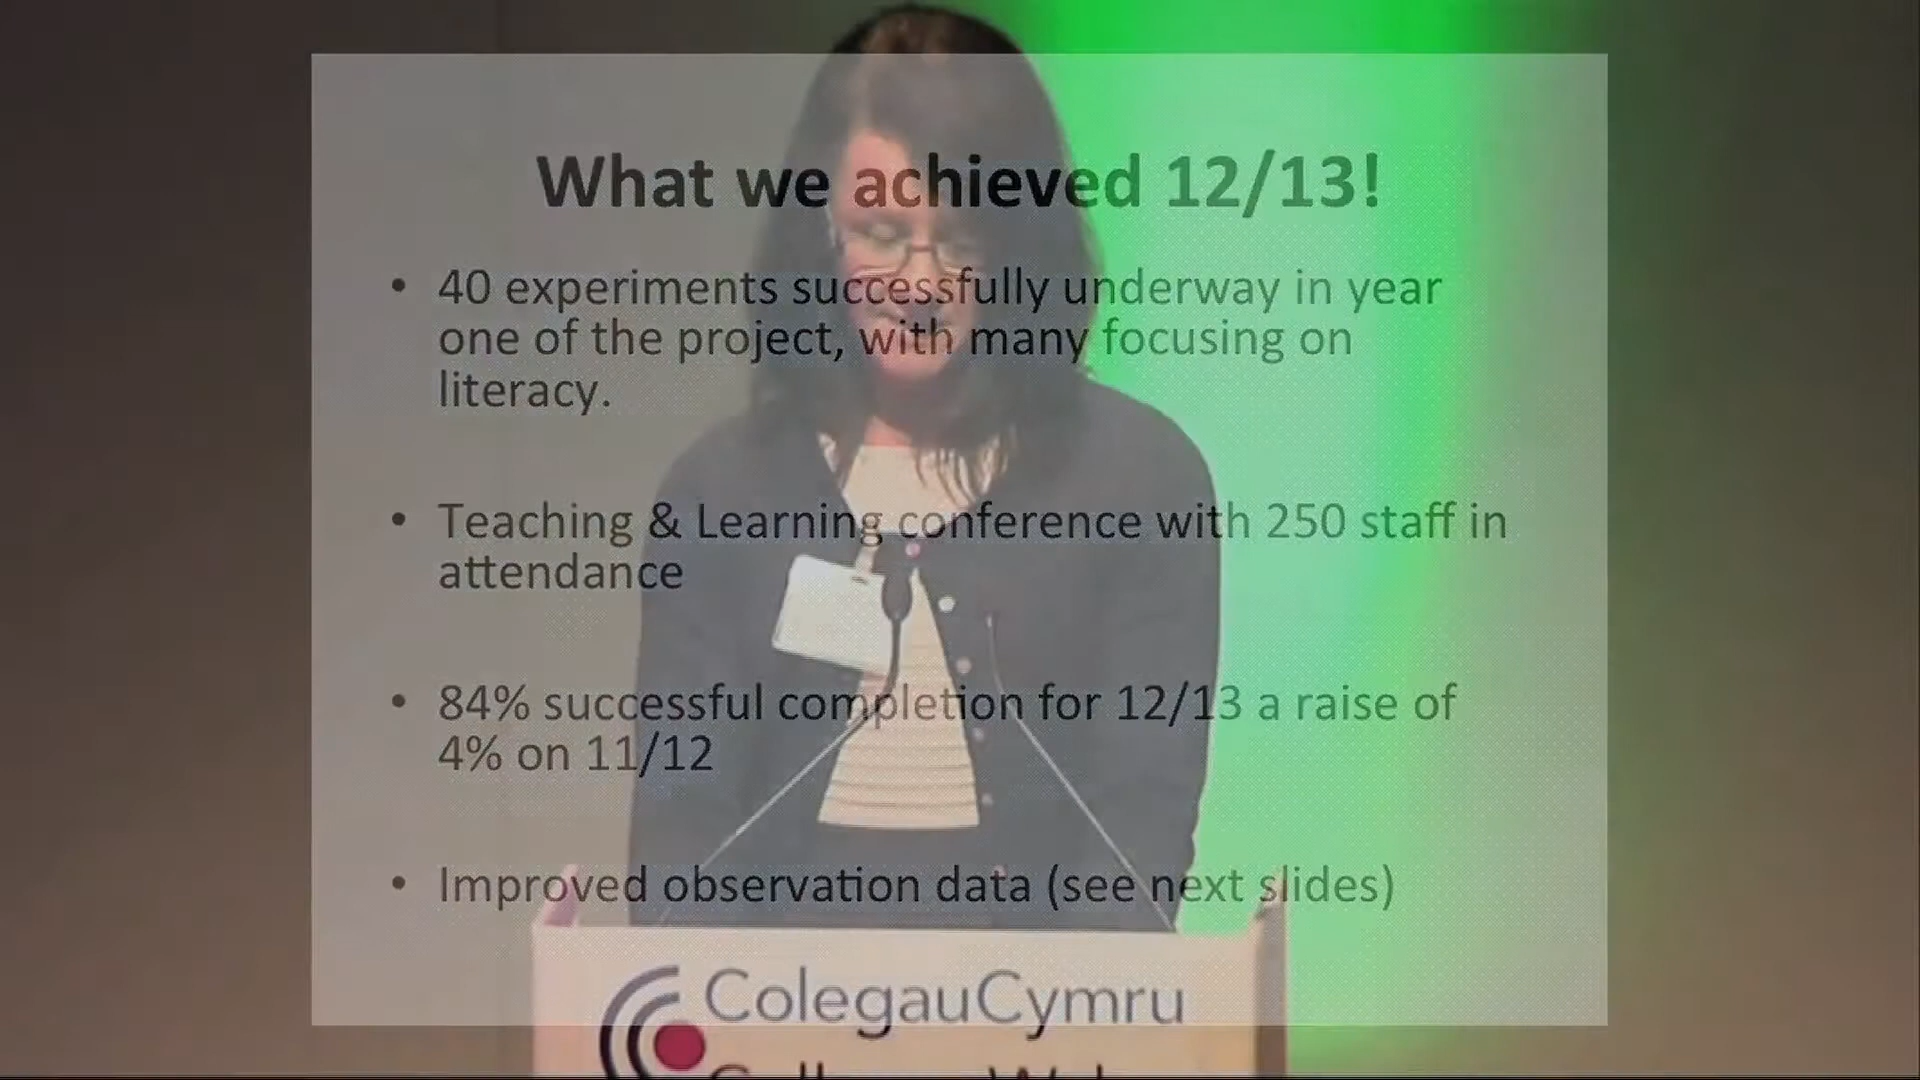 What we achieved 12/13!
• 40 experiments successfully underway in year
one of the project, with many focusing on
literacy.
• Teaching & Learning conference with 250 staff in
attendance
• 84% successful completion for 12/13 a raise of
4% on 11/12
• Improved observation data (see next slides)
ColegauCymru